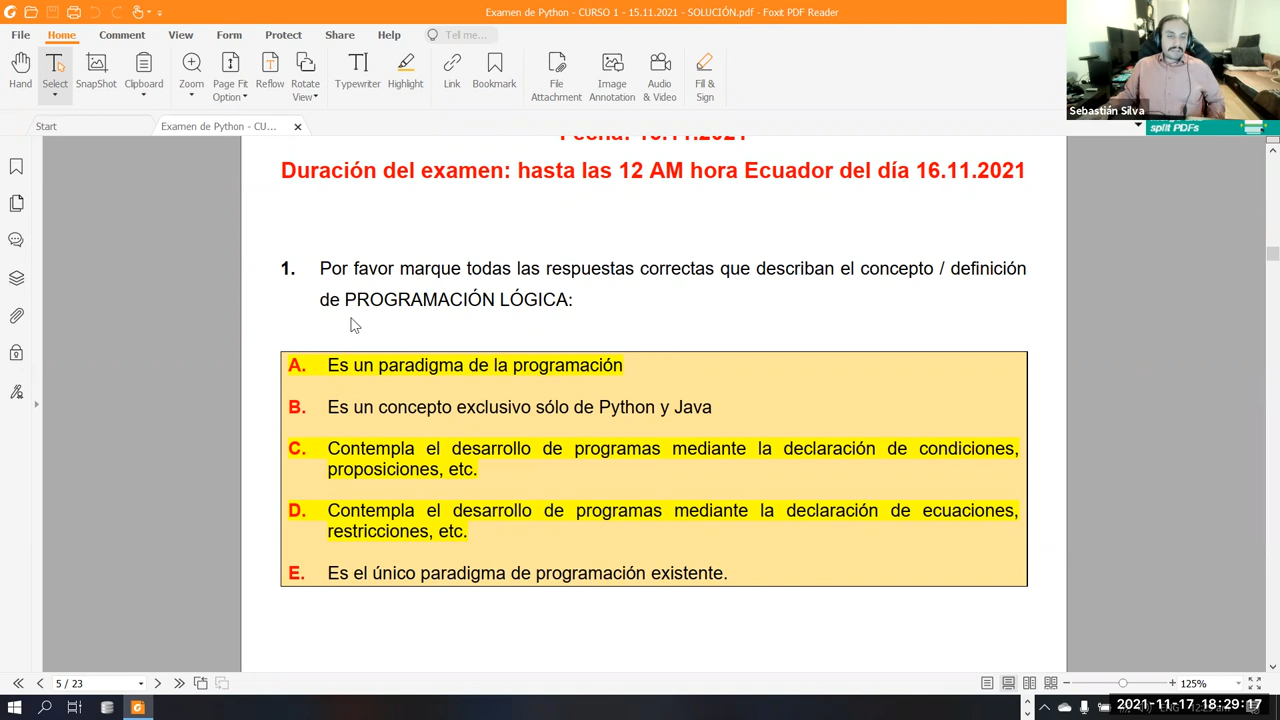 Examen de Python - CURSO 1 - 15.11.2021 - SOLUCIÓN.pdf - Foxit PDF Reader
File Home Comment View Form Protect Share Help Tell me...
Hand Select SnapShot Clipboard Zoom Page Fit Option Reflow Rotate View Typewriter Highlight Link Bookmark File Attachment Image Annotation Audio & Video Fill & Sign
Sebastián Silva
Start Examen de Python - CU...
split PDFs
Duración del examen: hasta las 12 AM hora Ecuador del día 16.11.2021
1. Por favor marque todas las respuestas correctas que describan el concepto / definición
de PROGRAMACIÓN LÓGICA:
A. Es un paradigma de la programación
B. Es un concepto exclusivo sólo de Python y Java
C. Contempla el desarrollo de programas mediante la declaración de condiciones,
proposiciones, etc.
D. Contempla el desarrollo de programas mediante la declaración de ecuaciones,
restricciones, etc.
E. Es el único paradigma de programación existente.
5 / 23
125%
2021-11-17 18:29:17